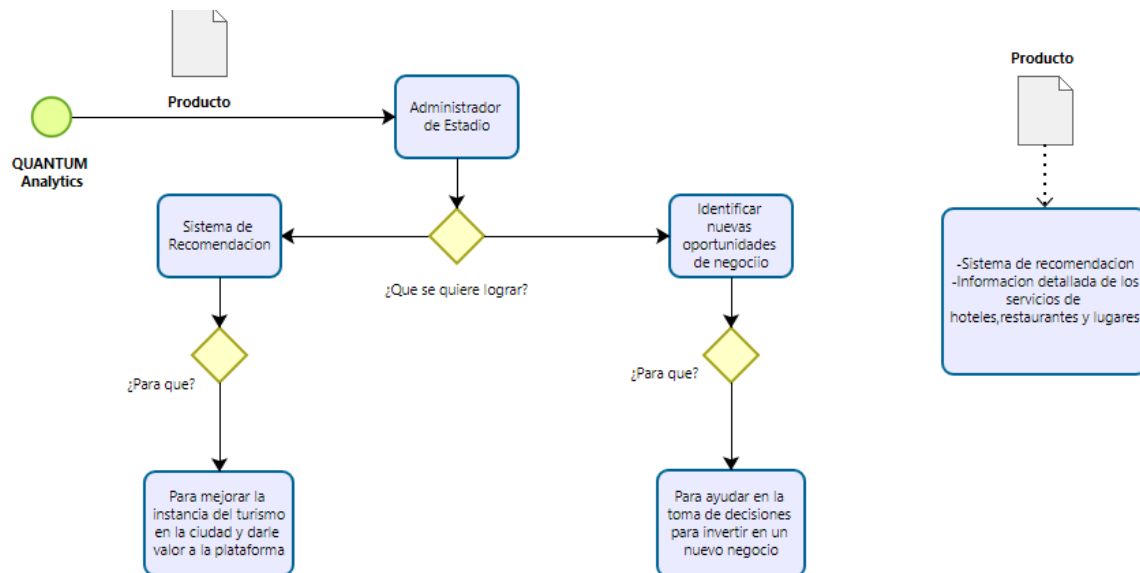 Producto
QUANTUM
Analytics
Administrador
de Estadio
Sistema de
Recomendacion
¿Que se quiere lograr?
Identificar
nuevas
oportunidades
de negociio
¿Para que?
¿Para que?
Para mejorar la
instancia del turismo
en la ciudad y darle
valor a la plataforma
Para ayudar en la
toma de decisiones
para invertir en un
nuevo negocio
Producto
-Sistema de recomendacion
-Informacion detallada de los
servicios de
hoteles,restaurantes y lugares